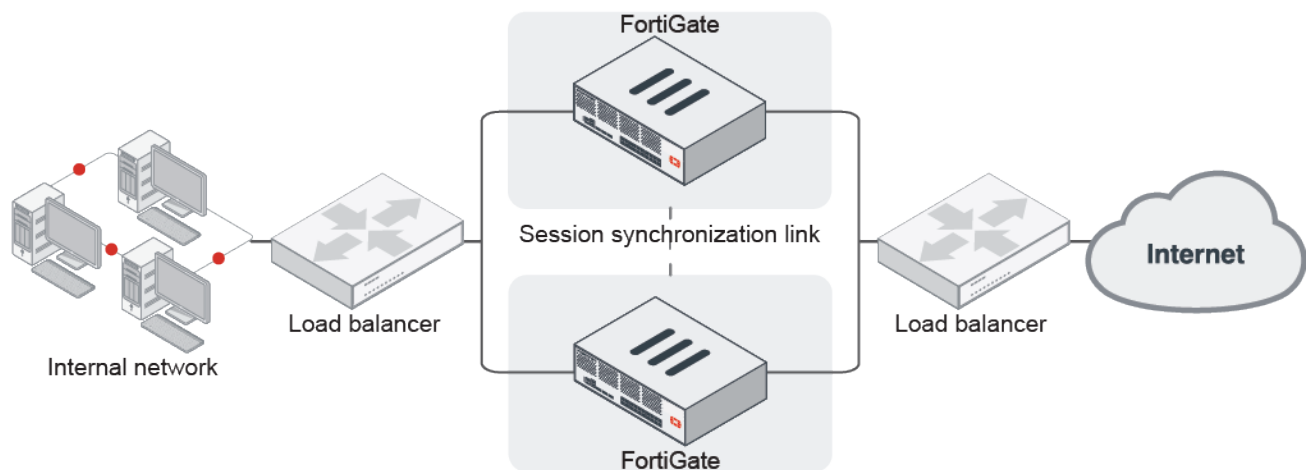 FortiGate
Session synchronization link
Internet
Load balancer
Load balancer
Internal network
FortiGate